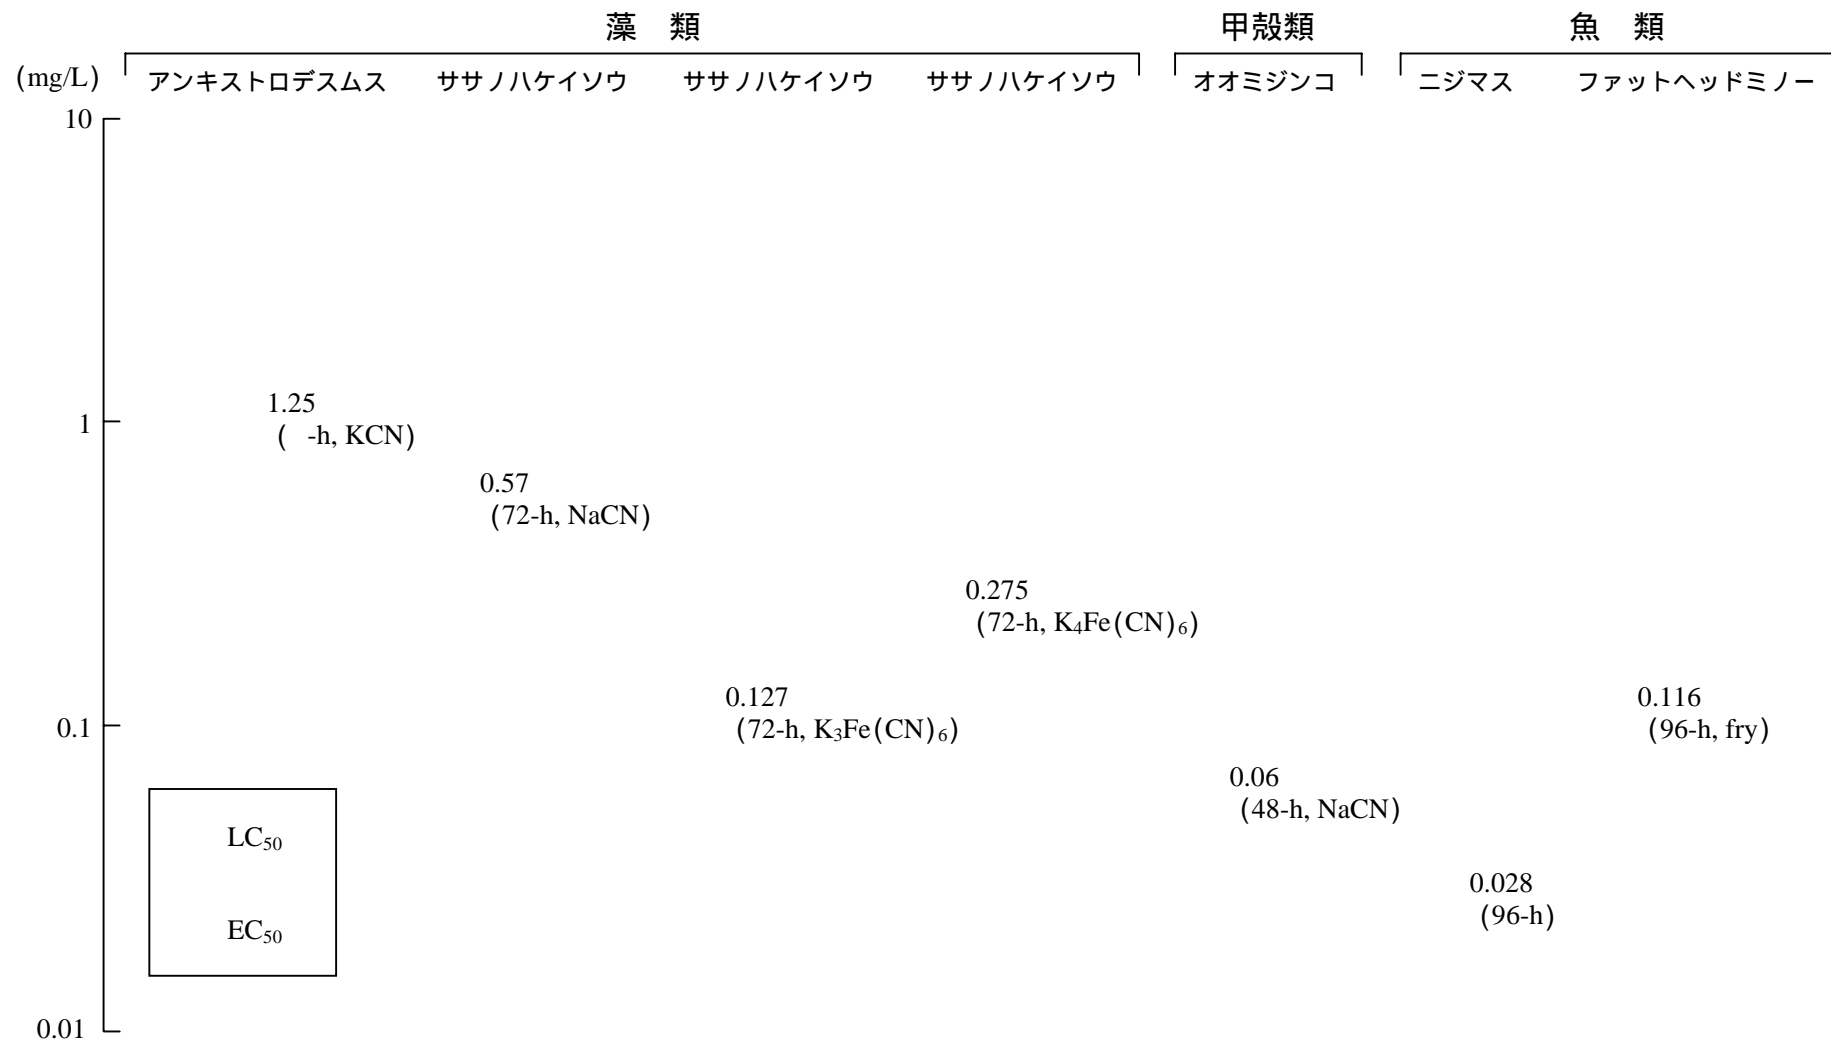 藻　類　甲殻類　魚　類
(mg/L)　アンキストロデスムス　ササノハケイソウ　ササノハケイソウ　ササノハケイソウ　オオミジンコ　ニジマス　ファットヘッドミノー
10
1.25
1
(　-h, KCN)
0.57
(72-h, NaCN)
0.275
(72-h, K₄Fe(CN)₆)
0.127
0.116
0.1
(72-h, K₃Fe(CN)₆)
(96-h, fry)
0.06
(48-h, NaCN)
LC₅₀
0.028
(96-h)
EC₅₀
0.01